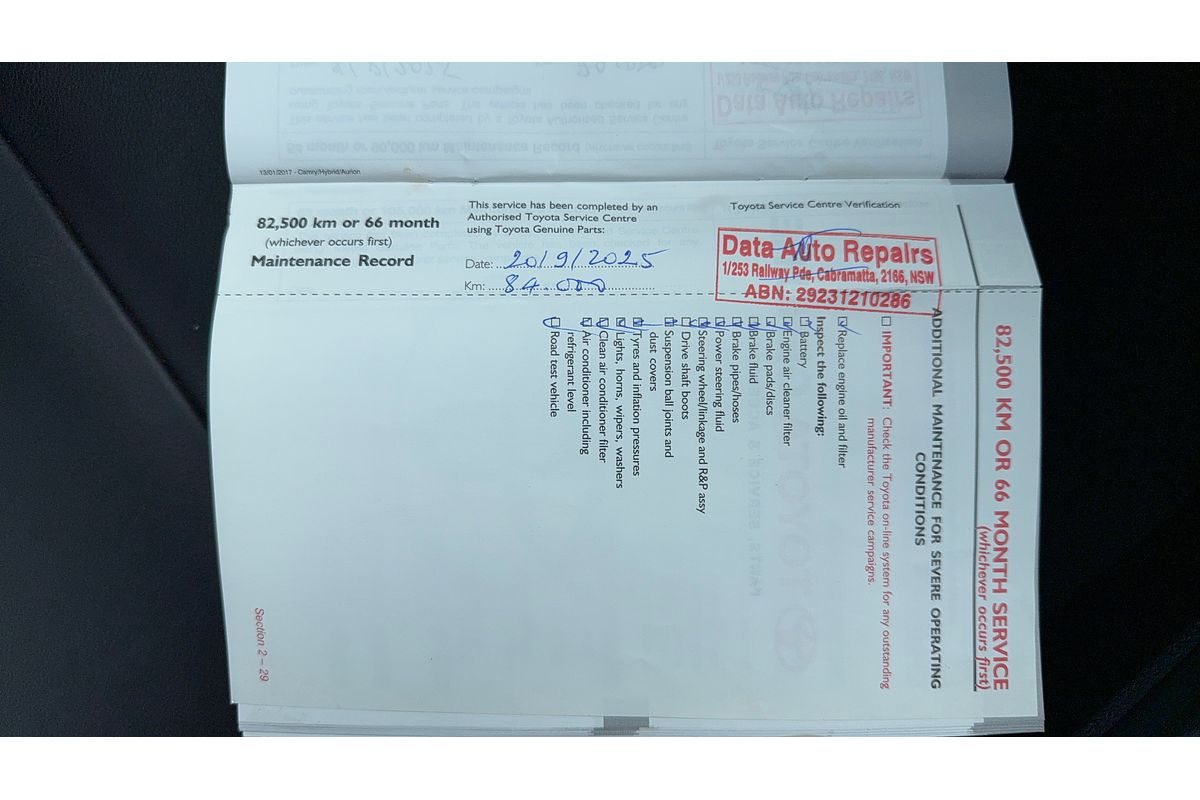 13/01/2017 - Camry/Hybrid/Aurion
82,500 km or 66 month
(whichever occurs first)
Maintenance Record
This service has been completed by an
Authorised Toyota Service Centre
using Toyota Genuine Parts:
Date: 20/9/2025
Km: 84.000
Toyota Service Centre Verification
Data Auto Repairs
1/253 Railway Pde, Cabramatta, 2166, NSW
ABN: 29231210286
82,500 KM OR 66 MONTH SERVICE
(whichever occurs first)
ADDITIONAL MAINTENANCE FOR SEVERE OPERATING
CONDITIONS
IMPORTANT: Check the Toyota on-line system for any outstanding
manufacturer service campaigns.
Replace engine oil and filter
Inspect the following:
Battery
Engine air cleaner filter
Brake pads/discs
Brake fluid
Brake pipes/hoses
Power steering fluid
Steering wheel/linkage and R&P assy
Drive shaft boots
Suspension ball joints and
dust covers
Tyres and inflation pressures
Lights, horns, wipers, washers
Clean air conditioner filter
Air conditioner including
refrigerant level
Road test vehicle
Section 2 – 29